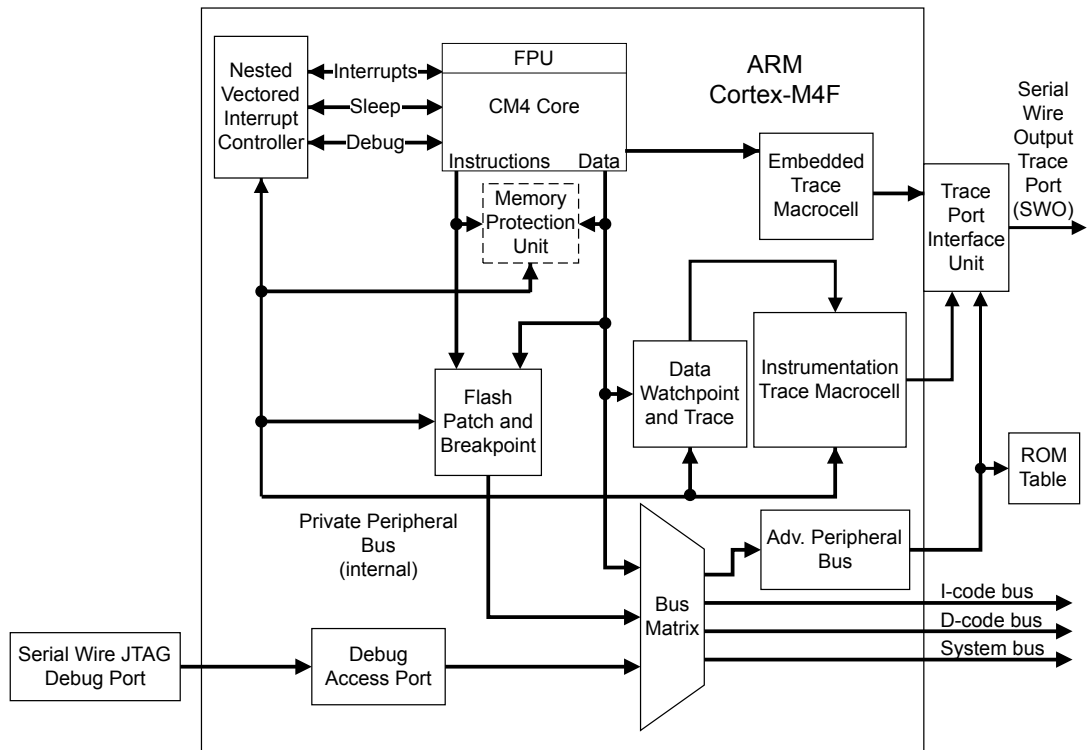 FPU
CM4 Core
Instructions
Data
Nested
Vectored
Interrupt
Controller
Interrupts
Sleep
Debug
ARM
Cortex-M4F
Memory
Protection
Unit
Embedded
Trace
Macrocell
Trace
Port
Interface
Unit
Serial
Wire
Output
Trace
Port
(SWO)
Flash
Patch and
Breakpoint
Data
Watchpoint
and Trace
Instrumentation
Trace Macrocell
ROM
Table
Private Peripheral
Bus
(internal)
Adv. Peripheral
Bus
Bus
Matrix
I-code bus
D-code bus
System bus
Serial Wire JTAG
Debug Port
Debug
Access Port